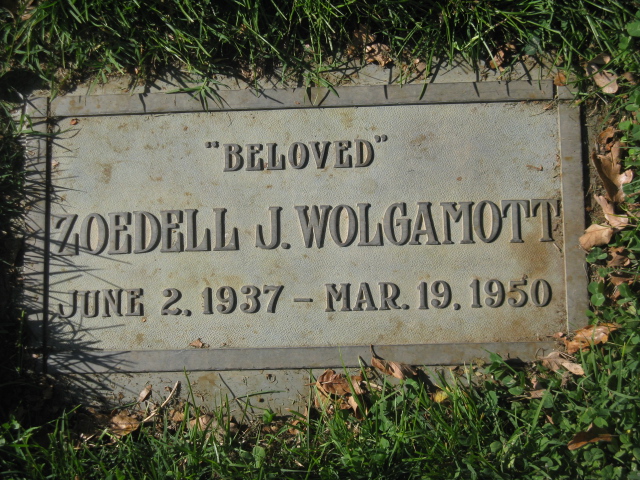 "BELOVED"
ZOEDELL J. WOLGAMOTT
JUNE 2, 1937 – MAR. 19, 1950